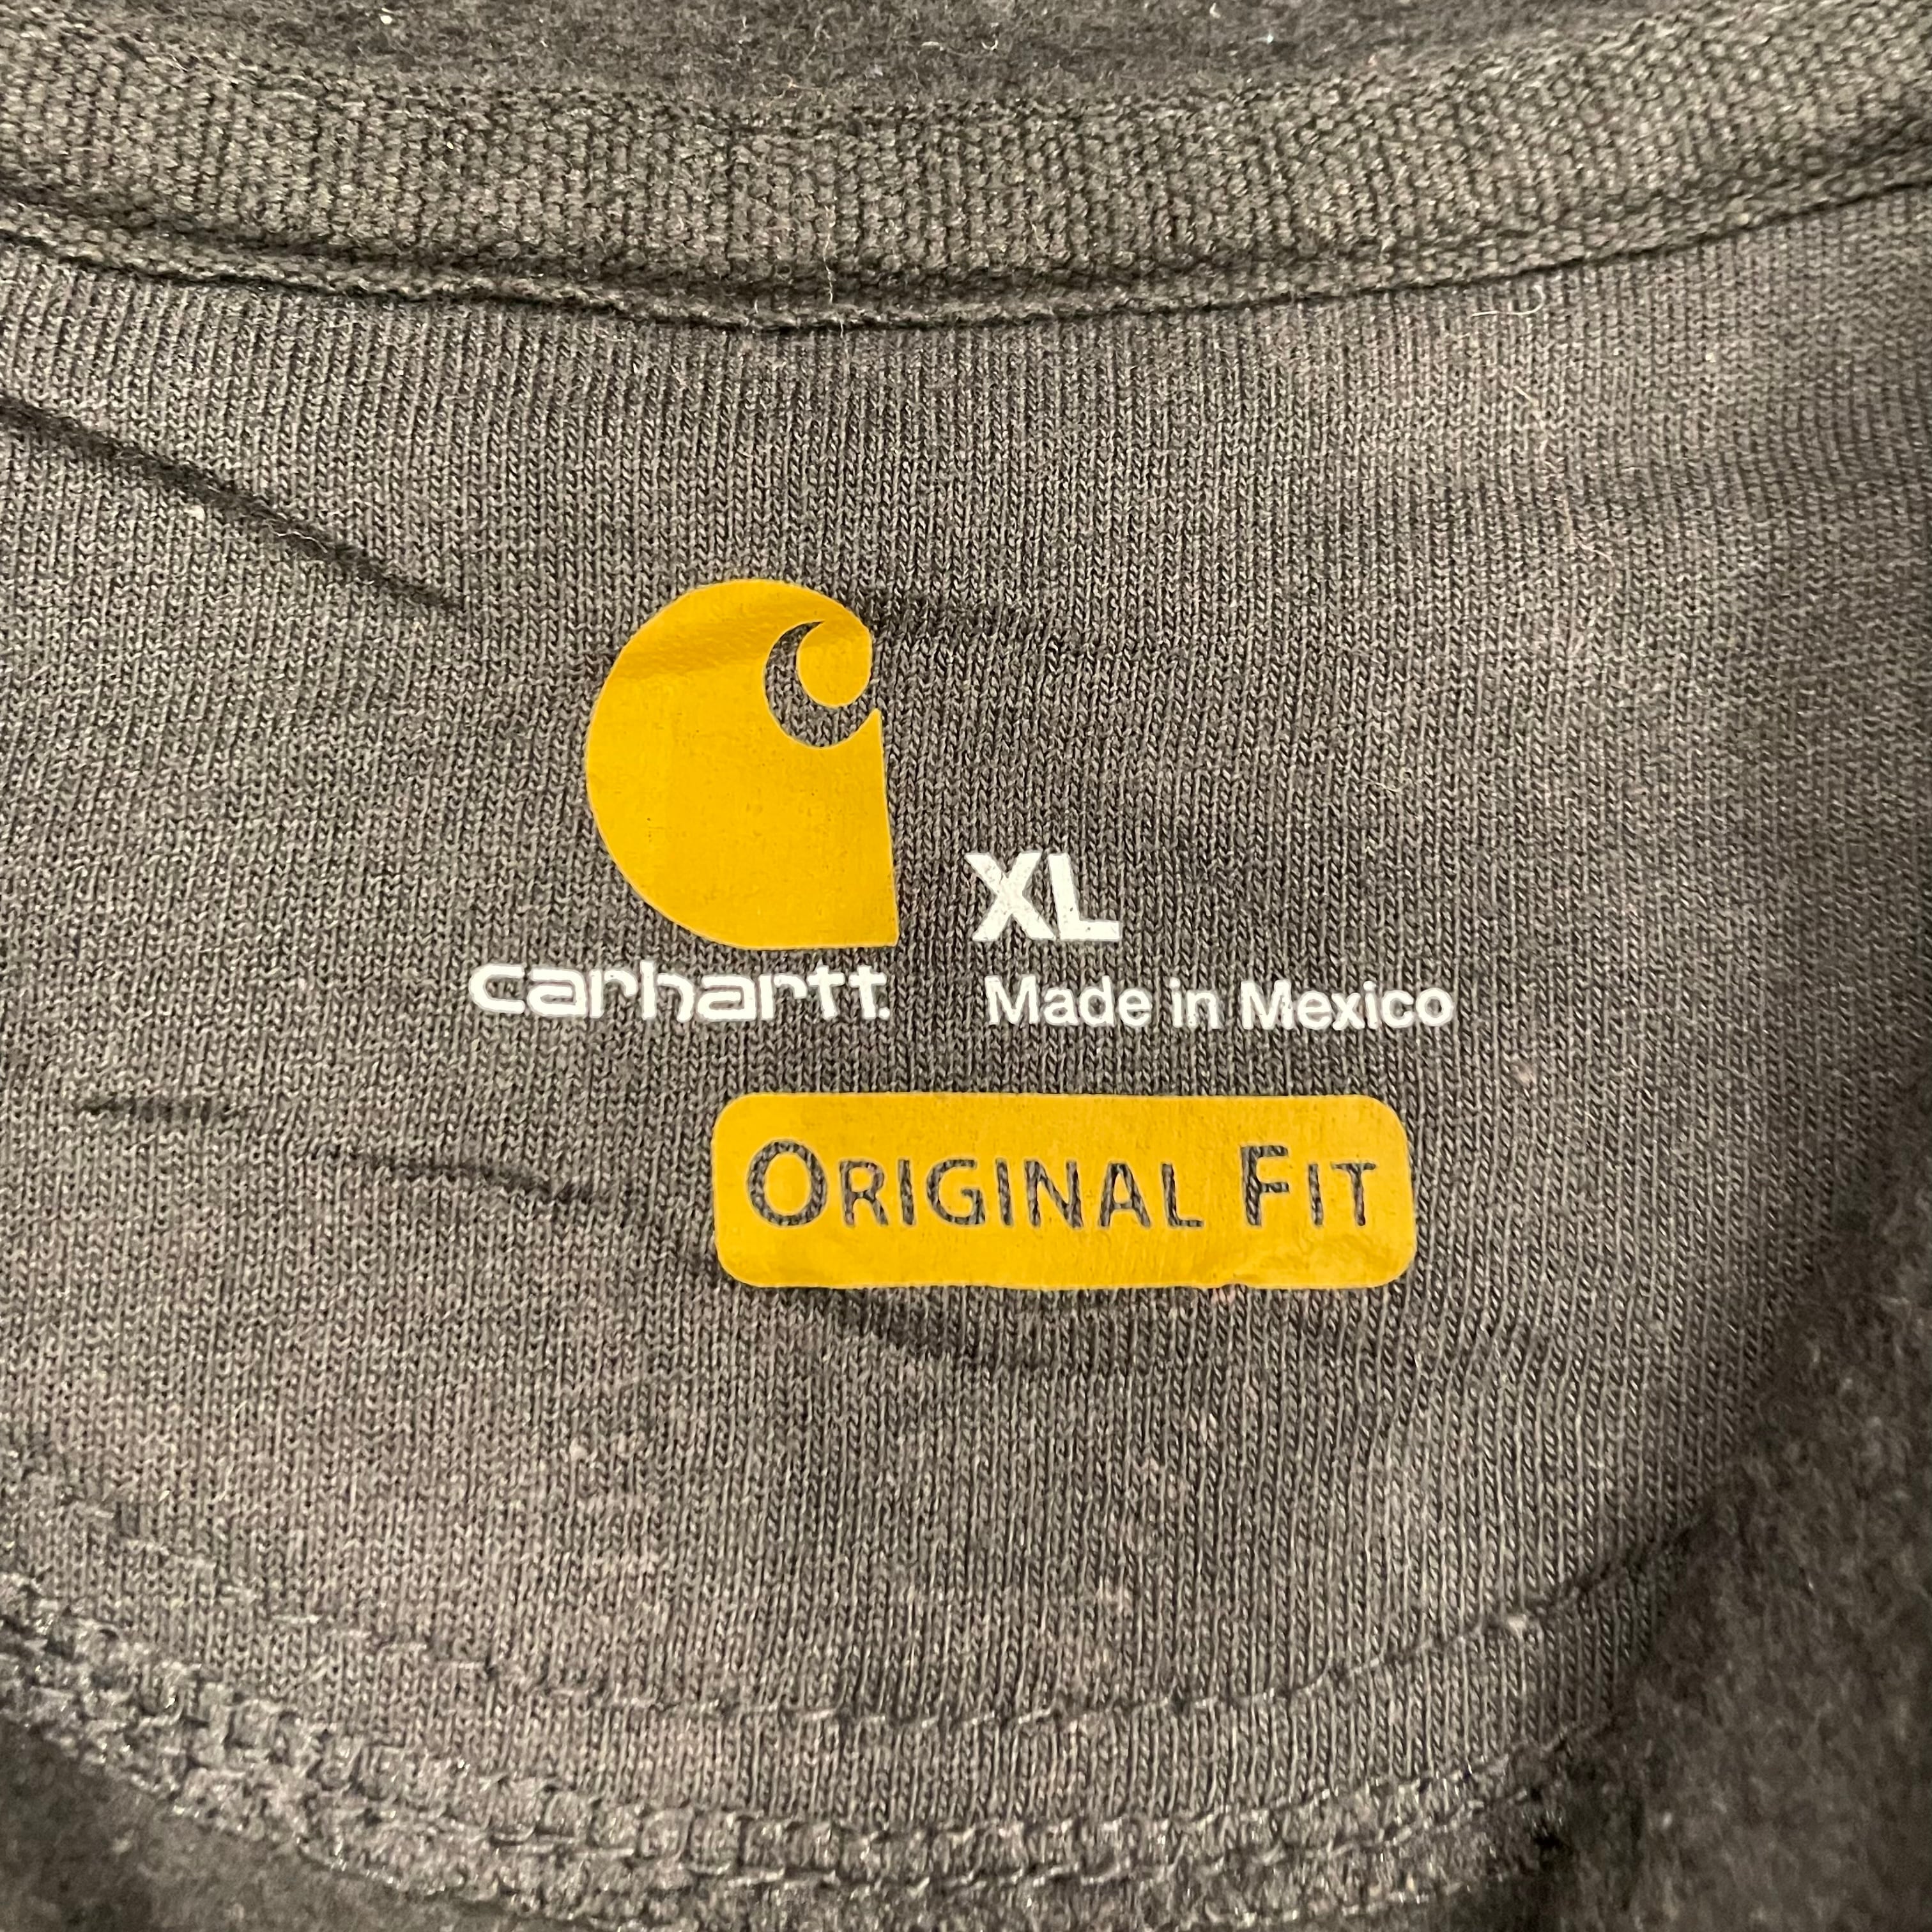 XL
carhartt.
Made in Mexico
ORIGINAL FIT